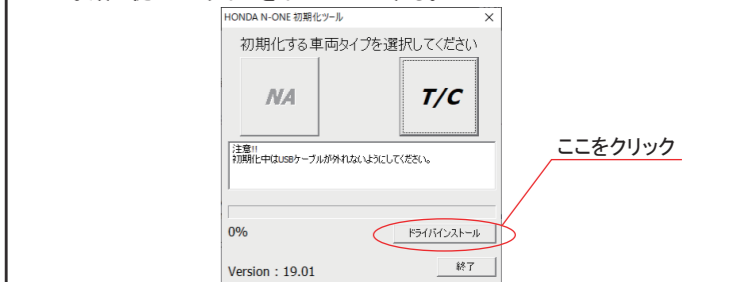 HONDA N-ONE 初期化ツール
初期化する車両タイプを選択してください
NA
T/C
注意!!
初期化中はUSBケーブルが外れないようにしてください。
ここをクリック
0%
ドライバインストール
Version : 19.01
終了